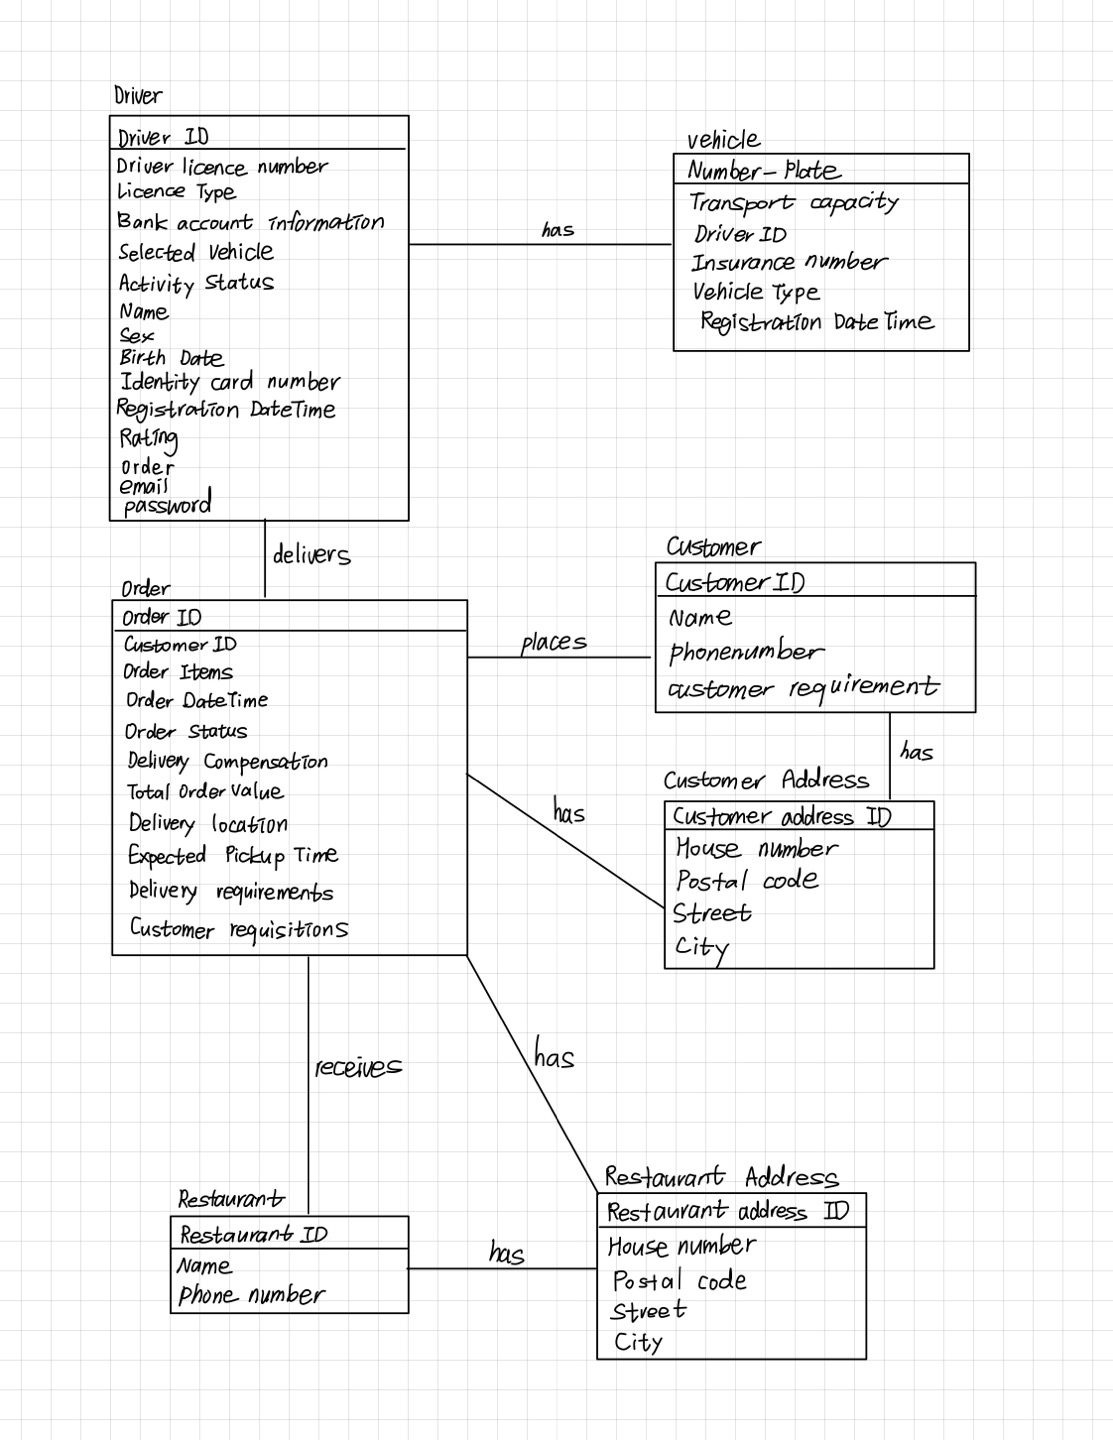 Driver
Driver ID
Driver licence number
Licence Type
Bank account information
Selected Vehicle
Activity Status
Name
Sex
Birth Date
Identity card number
Registration DateTime
Rating
Order
email
password
has
vehicle
Number-Plate
Transport capacity
Driver ID
Insurance number
Vehicle Type
Registration DateTime
delivers
Order
Order ID
Customer ID
Order Items
Order DateTime
Order Status
Delivery Compensation
Total Order Value
Delivery location
Expected Pickup Time
Delivery requirements
Customer requisitions
places
Customer
Customer ID
Name
phonenumber
customer requirement
has
has
Customer Address
Customer address ID
House number
Postal code
Street
City
receives
has
Restaurant
Restaurant ID
Name
Phone number
has
Restaurant Address
Restaurant address ID
House number
Postal code
Street
City